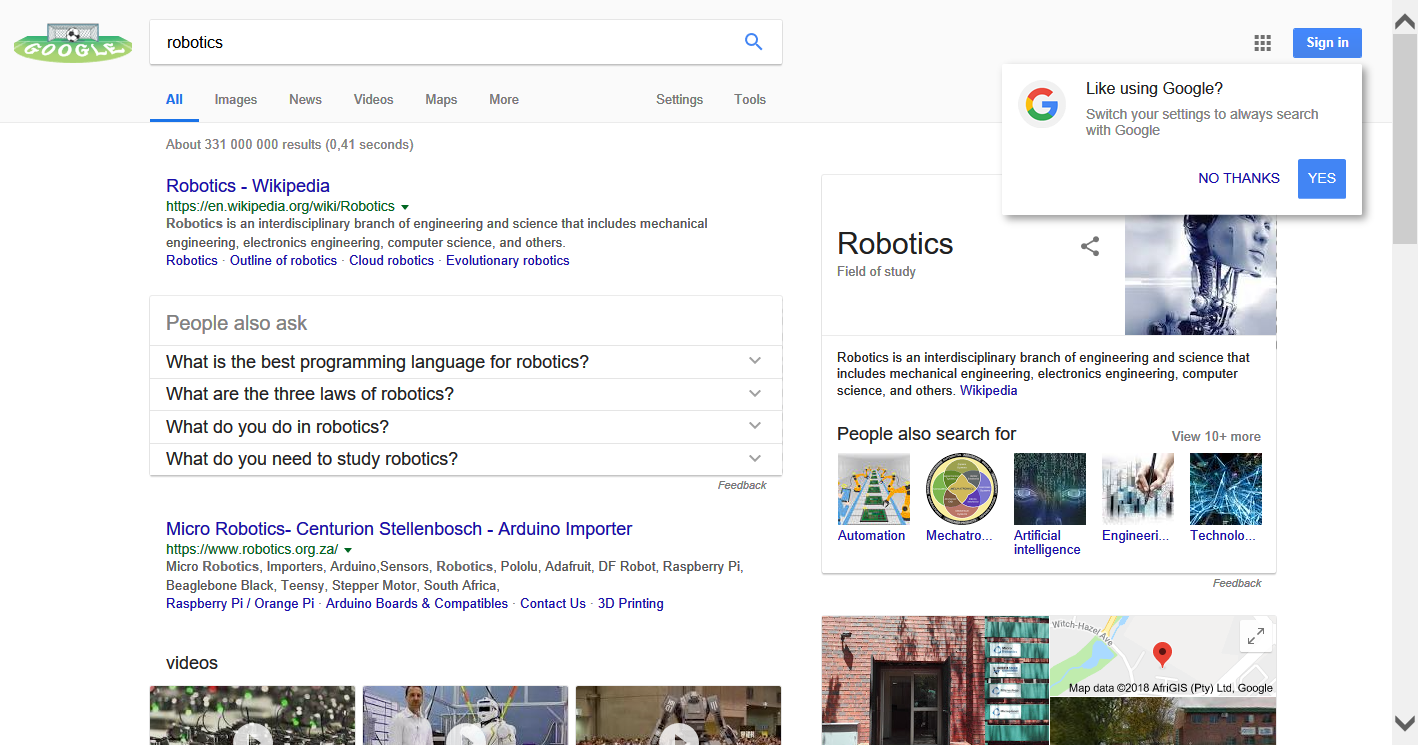 GOOGLE
robotics
Sign in
All Images News Videos Maps More Settings Tools
Like using Google?
Switch your settings to always search
with Google
NO THANKS YES
About 331 000 000 results (0,41 seconds)
Robotics - Wikipedia
https://en.wikipedia.org/wiki/Robotics
Robotics is an interdisciplinary branch of engineering and science that includes mechanical
engineering, electronics engineering, computer science, and others.
Robotics · Outline of robotics · Cloud robotics · Evolutionary robotics
People also ask
What is the best programming language for robotics?
What are the three laws of robotics?
What do you do in robotics?
What do you need to study robotics?
Feedback
Micro Robotics- Centurion Stellenbosch - Arduino Importer
https://www.robotics.org.za/
Micro Robotics, Importers, Arduino,Sensors, Robotics, Pololu, Adafruit, DF Robot, Raspberry Pi,
Beaglebone Black, Teensy, Stepper Motor, South Africa,
Raspberry Pi / Orange Pi · Arduino Boards & Compatibles · Contact Us · 3D Printing
videos
Robotics
Field of study
Robotics is an interdisciplinary branch of engineering and science that
includes mechanical engineering, electronics engineering, computer
science, and others. Wikipedia
People also search for
View 10+ more
Automation Mechatro... Artificial Engineeri... Technolo...
intelligence
Feedback
Witch-Hazel Ave
Map data ©2018 AfriGIS (Pty) Ltd, Google